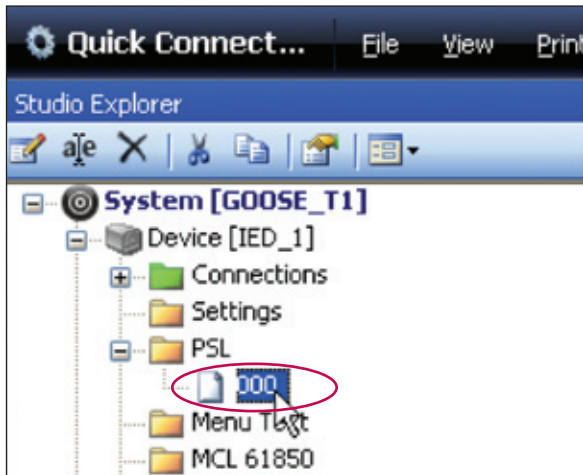 Quick Connect... File View Print
Studio Explorer
System [GOOSE_T1]
Device [IED_1]
Connections
Settings
PSL
000
Menu Text
MCL 61850